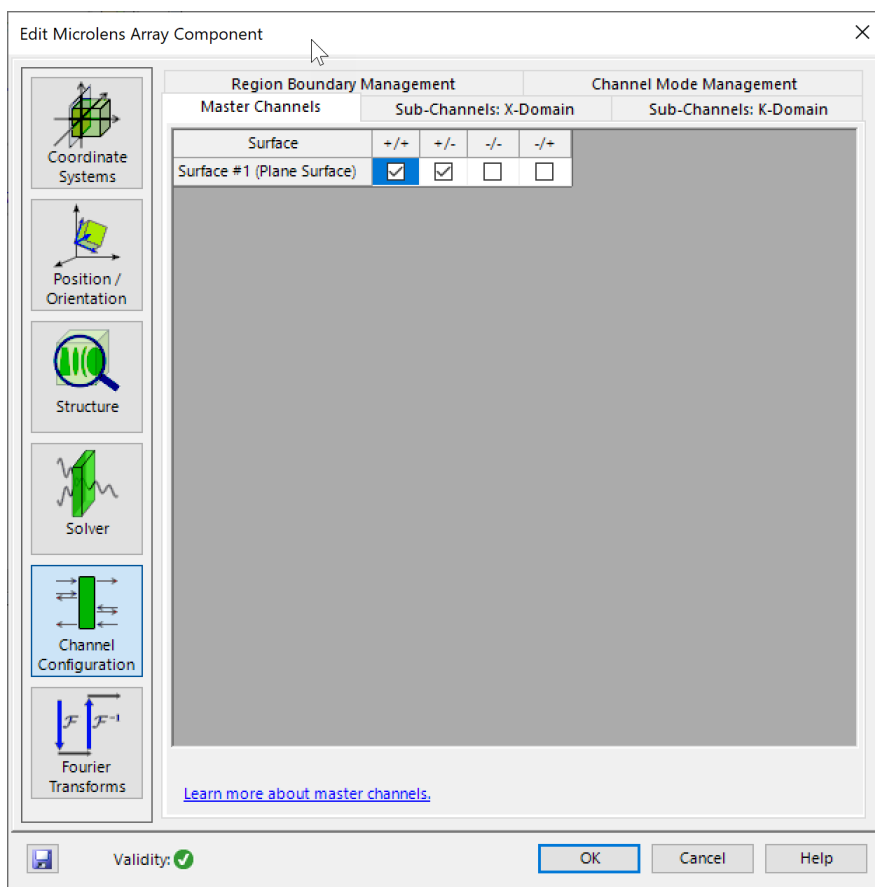 Edit Microlens Array Component
Coordinate
Systems
Position /
Orientation
Structure
Solver
Channel
Configuration
ℱ ℱ⁻¹
Fourier
Transforms
Region Boundary Management Channel Mode Management
Master Channels Sub-Channels: X-Domain Sub-Channels: K-Domain
Surface +/+ +/- -/- -/+
Surface #1 (Plane Surface)
Learn more about master channels.
Validity: OK Cancel Help